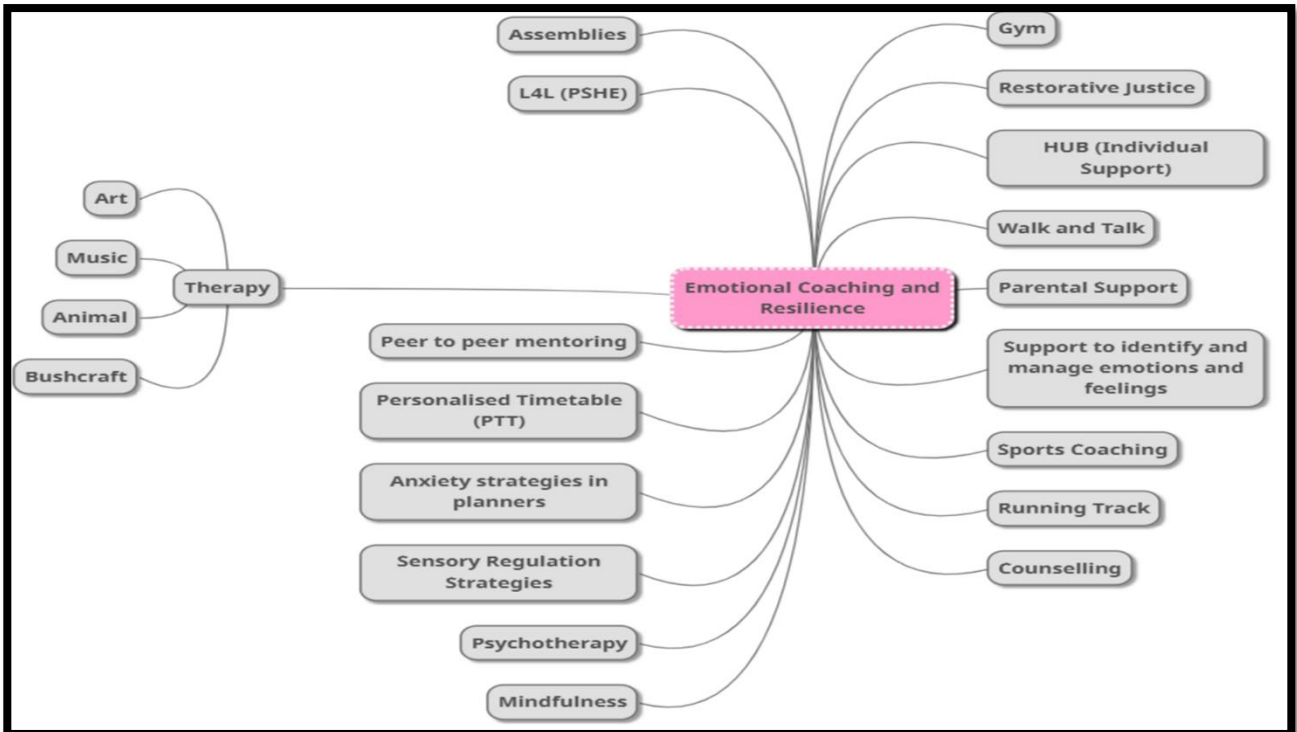 Assemblies
L4L (PSHE)
Art
Music
Animal
Bushcraft
Therapy
Emotional Coaching and
Resilience
Peer to peer mentoring
Personalised Timetable
(PTT)
Anxiety strategies in
planners
Sensory Regulation
Strategies
Psychotherapy
Mindfulness
Gym
Restorative Justice
HUB (Individual
Support)
Walk and Talk
Parental Support
Support to identify and
manage emotions and
feelings
Sports Coaching
Running Track
Counselling